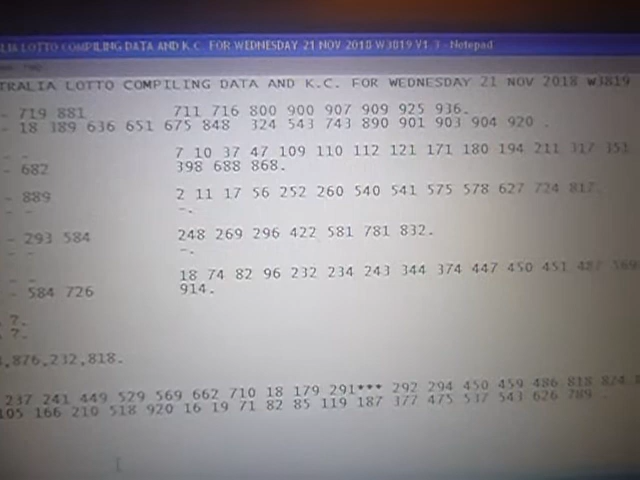 LOTTO COMPILING DATA AND K.C. FOR WEDNESDAY 21 NOV 2018 W3819 V1 3 - Notepad
TRALIA LOTTO COMPILING DATA AND K.C. FOR WEDNESDAY 21 NOV 2018 W3819
- 719 881 711 716 800 900 907 909 925 936.
- 18 189 636 651 675 848 324 543 743 890 901 903 904 920 .
- - 7 10 37 47 109 110 112 121 171 180 194 211 317 351
- 682 398 688 868.
- 889 2 11 17 56 252 260 540 541 575 578 627 724 817.
- - -.
- 293 584 248 269 296 422 581 781 832.
- - -.
- - 18 74 82 96 232 234 243 344 374 447 450 451 487
- 584 726 914.
?.
?.
,876,232,818.
237 241 449 529 569 662 710 18 179 291*** 292 294 450 459 486 818 874
105 166 210 518 920 16 19 71 82 85 119 187 377 475 537 543 626 789 .